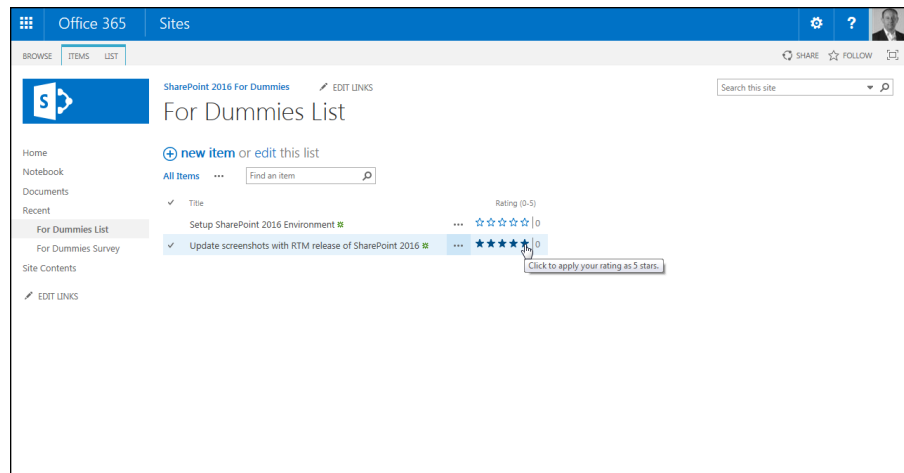 Office 365 Sites ?
BROWSE ITEMS LIST SHARE FOLLOW
S
SharePoint 2016 For Dummies EDIT LINKS
Search this site
For Dummies List
Home
Notebook
Documents
Recent
For Dummies List
For Dummies Survey
Site Contents
EDIT LINKS
new item or edit this list
All Items ... Find an item
Title Rating (0-5)
Setup SharePoint 2016 Environment ... 0
Update screenshots with RTM release of SharePoint 2016 ... 0
Click to apply your rating as 5 stars.